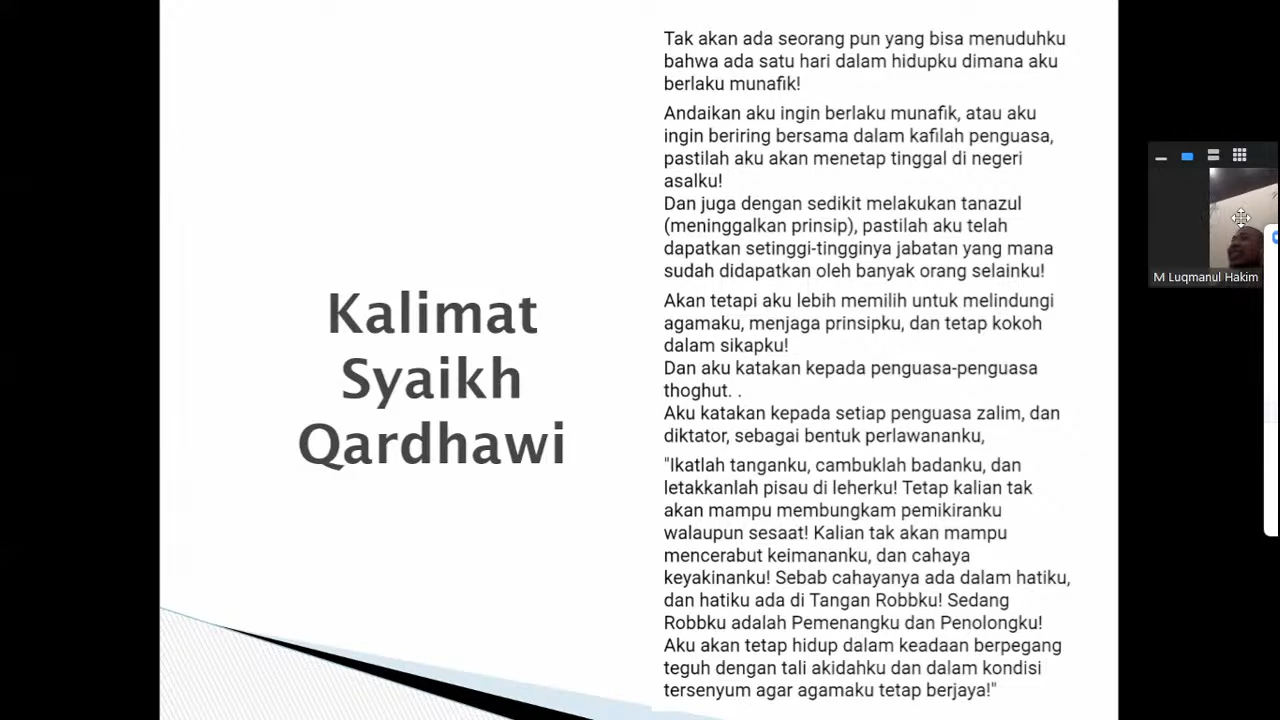 Kalimat
Syaikh
Qardhawi
Tak akan ada seorang pun yang bisa menuduhku
bahwa ada satu hari dalam hidupku dimana aku
berlaku munafik!
Andaikan aku ingin berlaku munafik, atau aku
ingin beriring bersama dalam kafilah penguasa,
pastilah aku akan menetap tinggal di negeri
asalku!
Dan juga dengan sedikit melakukan tanazul
(meninggalkan prinsip), pastilah aku telah
dapatkan setinggi-tingginya jabatan yang mana
sudah didapatkan oleh banyak orang selainku!
Akan tetapi aku lebih memilih untuk melindungi
agamaku, menjaga prinsipku, dan tetap kokoh
dalam sikapku!
Dan aku katakan kepada penguasa-penguasa
thoghut. .
Aku katakan kepada setiap penguasa zalim, dan
diktator, sebagai bentuk perlawananku,
"Ikatlah tanganku, cambuklah badanku, dan
letakkanlah pisau di leherku! Tetap kalian tak
akan mampu membungkam pemikiranku
walaupun sesaat! Kalian tak akan mampu
mencerabut keimananku, dan cahaya
keyakinanku! Sebab cahayanya ada dalam hatiku,
dan hatiku ada di Tangan Robbku! Sedang
Robbku adalah Pemenangku dan Penolongku!
Aku akan tetap hidup dalam keadaan berpegang
teguh dengan tali akidahku dan dalam kondisi
tersenyum agar agamaku tetap berjaya!"
M Luqmanul Hakim